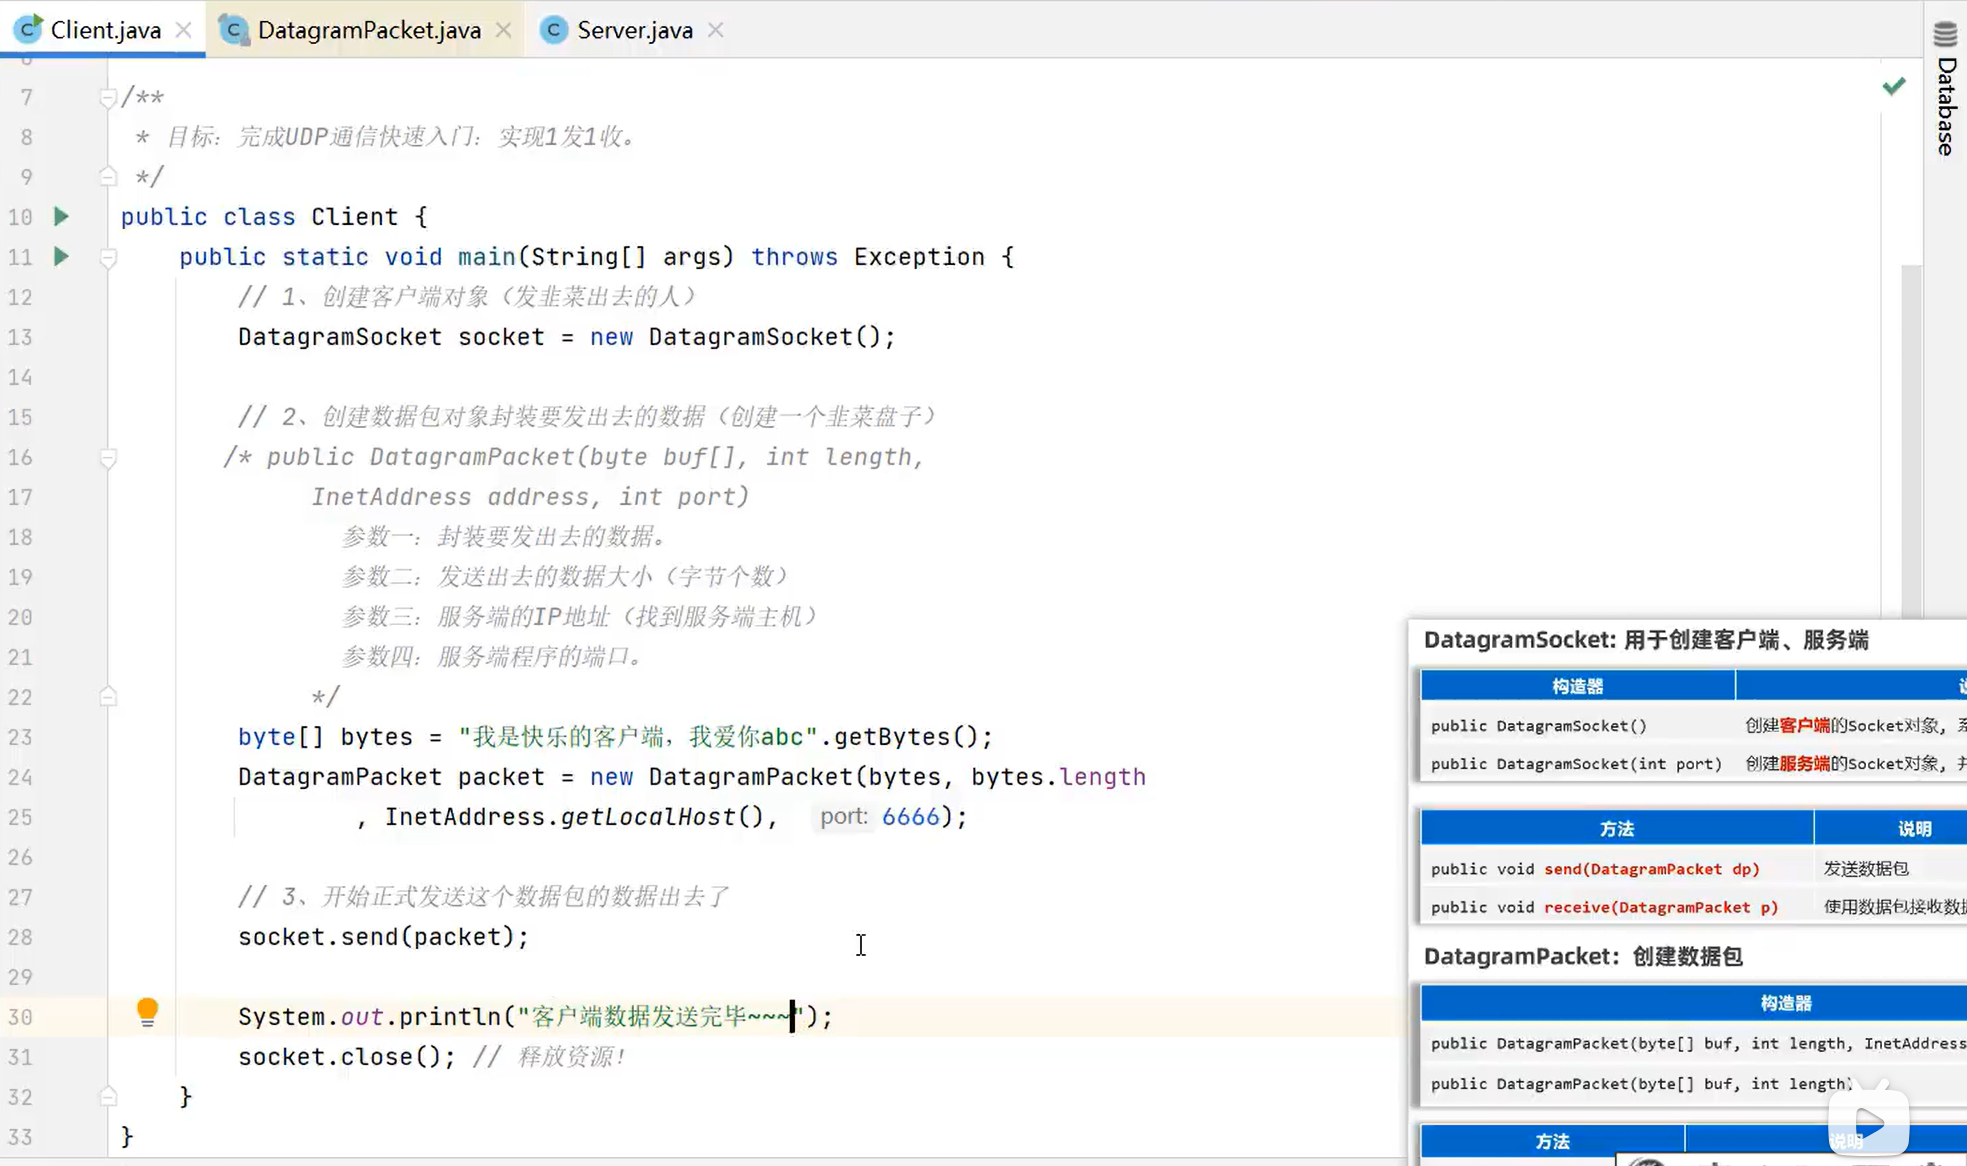 Client.java
DatagramPacket.java
Server.java
Database
7 /**
8 * 目标：完成UDP通信快速入门：实现1发1收。
9 */
10 public class Client {
11 public static void main(String[] args) throws Exception {
12 // 1、创建客户端对象（发韭菜出去的人）
13 DatagramSocket socket = new DatagramSocket();
14
15 // 2、创建数据包对象封装要发出去的数据（创建一个韭菜盘子）
16 /* public DatagramPacket(byte buf[], int length,
17 InetAddress address, int port)
18 参数一：封装要发出去的数据。
19 参数二：发送出去的数据大小（字节个数）
20 参数三：服务端的IP地址（找到服务端主机）
21 参数四：服务端程序的端口。
22 */
23 byte[] bytes = "我是快乐的客户端，我爱你abc".getBytes();
24 DatagramPacket packet = new DatagramPacket(bytes, bytes.length
25 , InetAddress.getLocalHost(), port: 6666);
26
27 // 3、开始正式发送这个数据包的数据出去了
28 socket.send(packet);
29
30 System.out.println("客户端数据发送完毕~~~");
31 socket.close(); // 释放资源！
32 }
33 }
DatagramSocket: 用于创建客户端、服务端
构造器
public DatagramSocket() 创建客户端的Socket对象，
public DatagramSocket(int port) 创建服务端的Socket对象，
方法 说明
public void send(DatagramPacket dp) 发送数据包
public void receive(DatagramPacket p) 使用数据包接收数
DatagramPacket：创建数据包
构造器
public DatagramPacket(byte[] buf, int length, InetAddress
public DatagramPacket(byte[] buf, int length)
方法 说明